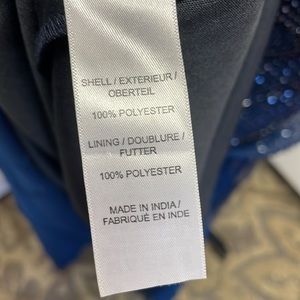 SHELL / EXTERIEUR /
OBERTEIL
100% POLYESTER
LINING / DOUBLURE /
FUTTER
100% POLYESTER
MADE IN INDIA /
FABRIQUÉ EN INDE